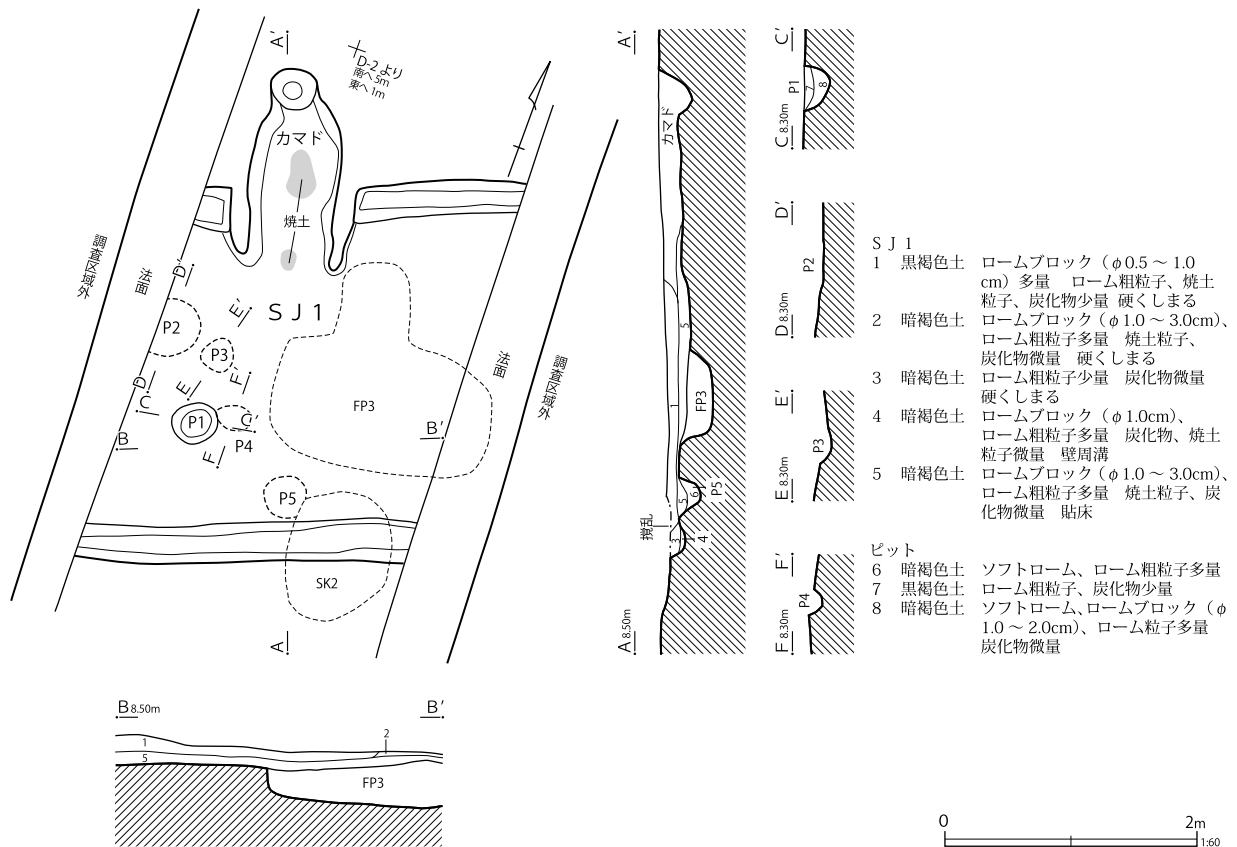 A′
D-2 より
南へ 5m
東へ 1m
カマド
焼土
調査区域外
法面
D′
E′
SJ1
P2
P3
D
C
E
F′
P1
C′
P4
B
F
FP3
B′
法面
調査区域外
P5
SK2
A
A′
カマド
5
1
FP3
5
6
P5
撹乱
3
4
A 8.50m
C′
P1
7
8
C 8.30m
D′
P2
D 8.30m
E′
P3
E 8.30m
F′
P4
F 8.30m
ＳＪ１
1 黒褐色土 ロームブロック（φ0.5 ～ 1.0
cm）多量 ローム粗粒子、焼土
粒子、炭化物少量 硬くしまる
2 暗褐色土 ロームブロック（φ1.0 ～ 3.0cm）、
ローム粗粒子多量 焼土粒子、
炭化物微量 硬くしまる
3 暗褐色土 ローム粗粒子少量 炭化物微量
硬くしまる
4 暗褐色土 ロームブロック（φ1.0cm）、
ローム粗粒子多量 炭化物、焼土
粒子微量 壁周溝
5 暗褐色土 ロームブロック（φ1.0 ～ 3.0cm）、
ローム粗粒子多量 焼土粒子、炭
化物微量 貼床
ピット
6 暗褐色土 ソフトローム、ローム粗粒子多量
7 黒褐色土 ローム粗粒子、炭化物少量
8 暗褐色土 ソフトローム、ロームブロック（φ
1.0 ～ 2.0cm）、ローム粒子多量
炭化物微量
B 8.50m
B′
1
2
5
FP3
0
2m
1:60